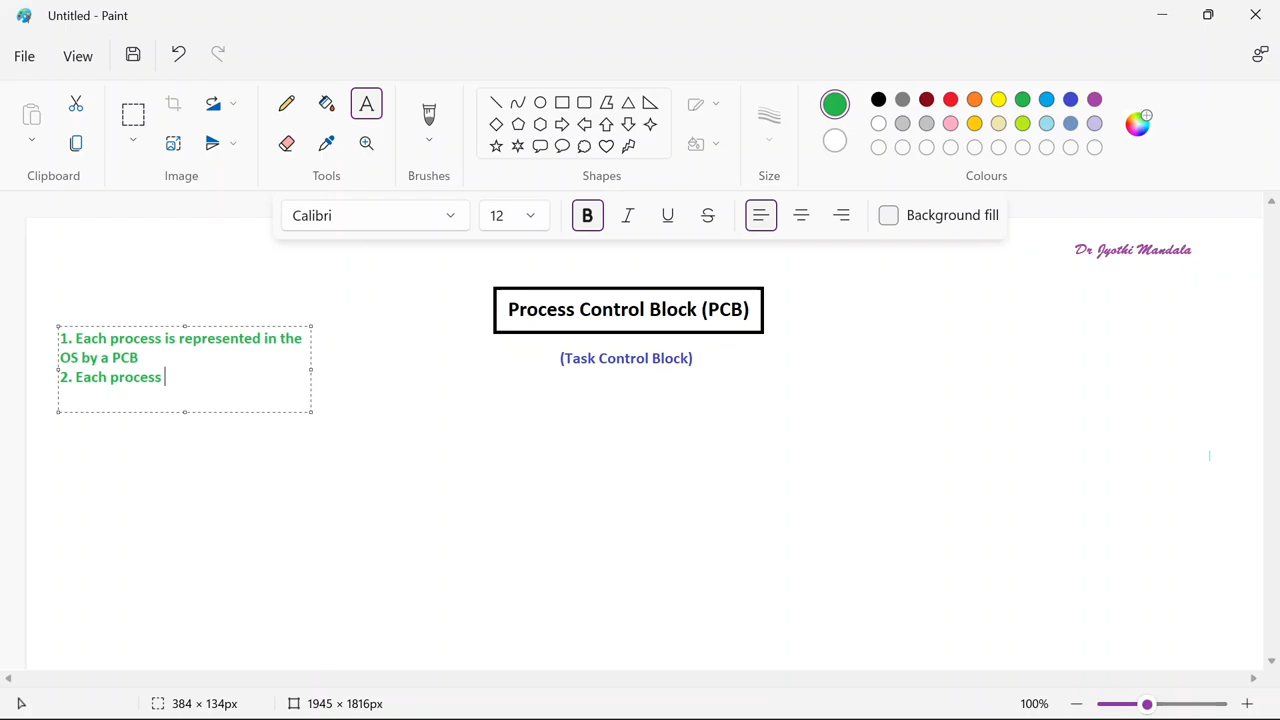 Untitled - Paint
File
View
Clipboard
Image
Tools
Brushes
Shapes
Size
Colours
Calibri
12
B
I
U
S
Background fill
Dr Jyothi Mandala
Process Control Block (PCB)
(Task Control Block)
1. Each process is represented in the
OS by a PCB
2. Each process
384 × 134px
1945 × 1816px
100%